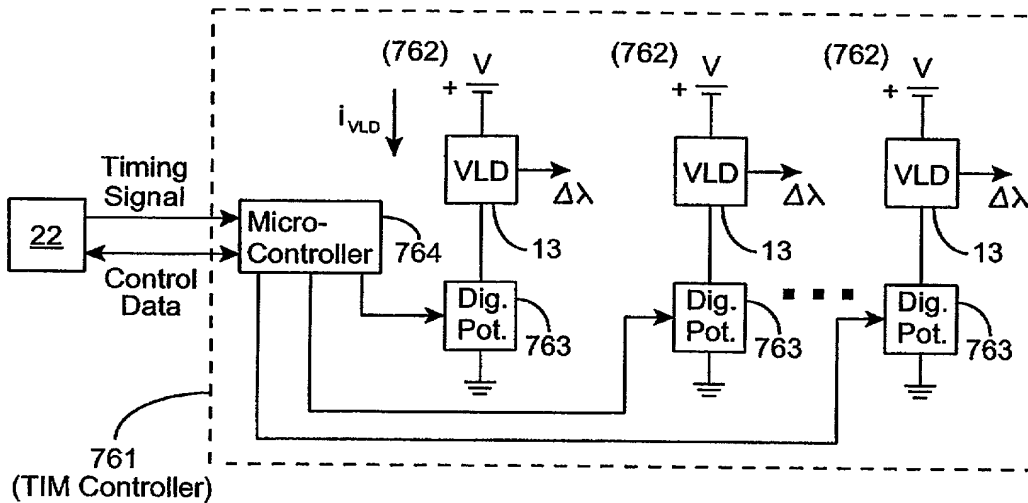 (762)
V
+
(762)
V
+
(762)
V
+
i VLD
VLD
Δλ
VLD
Δλ
VLD
Δλ
Timing
Signal
13
13
13
22
Micro-
Controller
764
Control
Data
Dig.
Pot.
763
Dig.
Pot.
763
Dig.
Pot.
763
761
(TIM Controller)